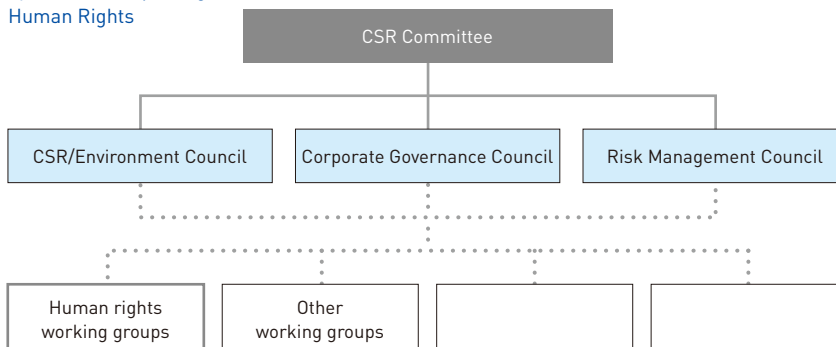 Human Rights
CSR Committee
CSR/Environment Council
Corporate Governance Council
Risk Management Council
Human rights
working groups
Other
working groups